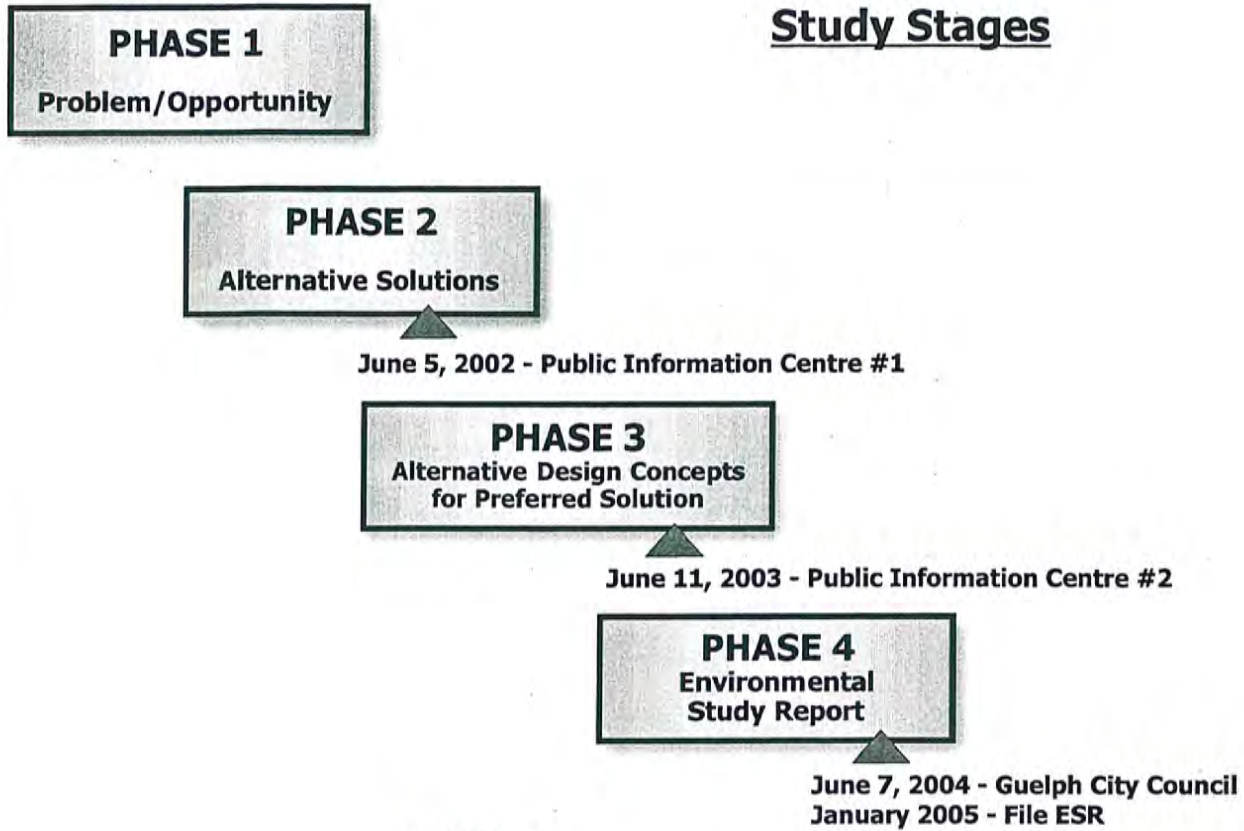 Study Stages
PHASE 1
Problem/Opportunity
PHASE 2
Alternative Solutions
June 5, 2002 - Public Information Centre #1
PHASE 3
Alternative Design Concepts
for Preferred Solution
June 11, 2003 - Public Information Centre #2
PHASE 4
Environmental
Study Report
June 7, 2004 - Guelph City Council
January 2005 - File ESR